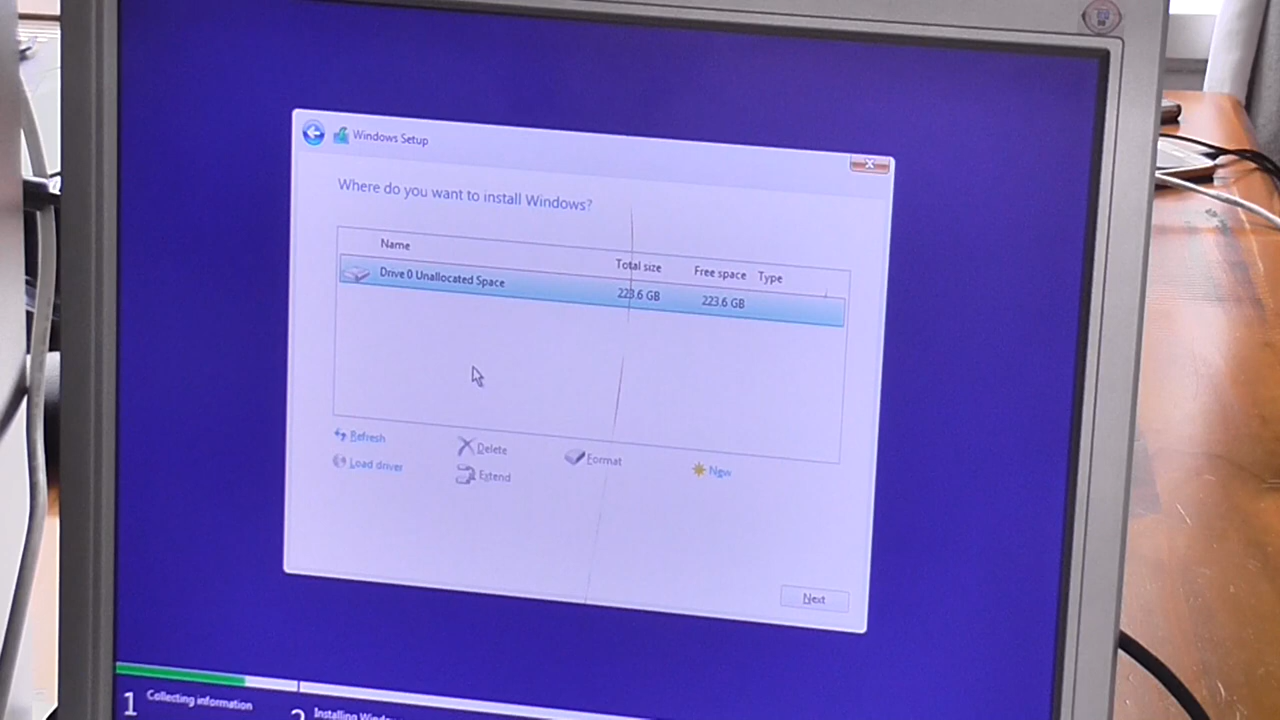 Windows Setup
Where do you want to install Windows?
Name Total size Free space Type
Drive 0 Unallocated Space 223.6 GB 223.6 GB
Refresh Delete Format New
Load driver Extend
Next
1 Collecting information 2 Installing